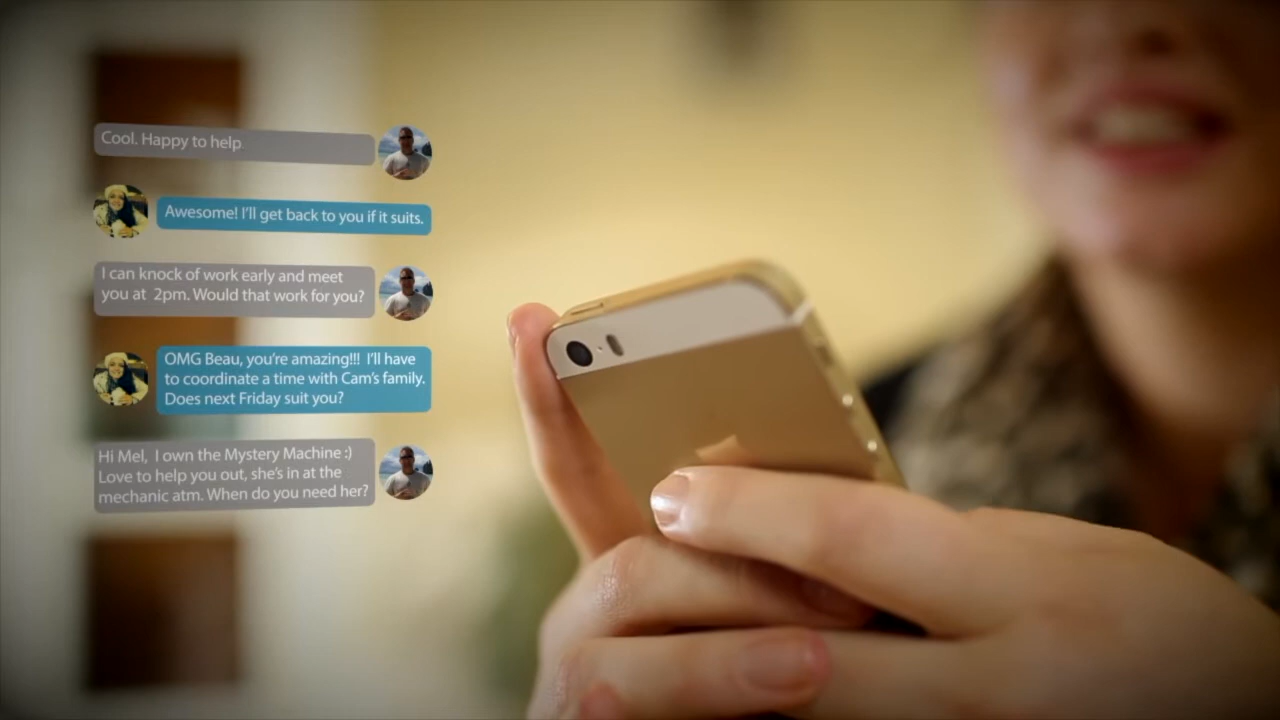 Cool. Happy to help.
Awesome! I'll get back to you if it suits.
I can knock of work early and meet
you at 2pm. Would that work for you?
OMG Beau, you're amazing!!! I'll have
to coordinate a time with Cam's family.
Does next Friday suit you?
Hi Mel, I own the Mystery Machine :)
Love to help you out, she's in at the
mechanic atm. When do you need her?